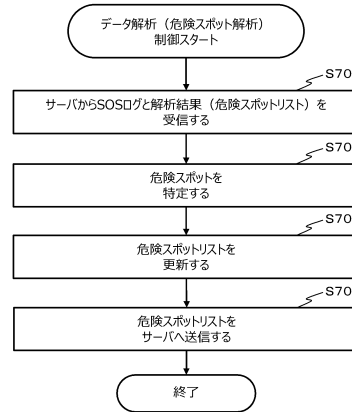 データ解析（危険スポット解析）
制御スタート
S70
サーバからSOSログと解析結果（危険スポットリスト）を
受信する
S70
危険スポットを
特定する
S70
危険スポットリストを
更新する
S70
危険スポットリストを
サーバへ送信する
終了